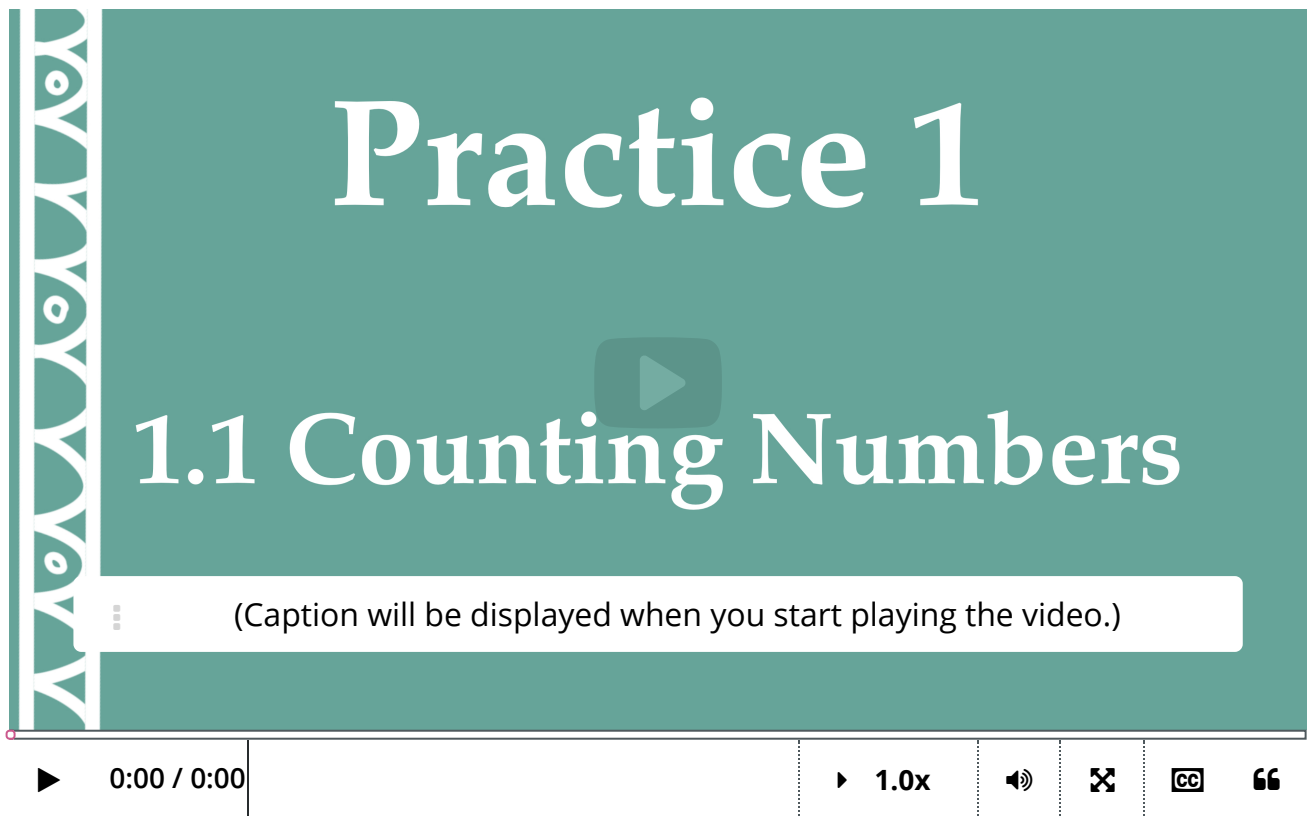 Practice 1
1.1 Counting Numbers
(Caption will be displayed when you start playing the video.)
0:00 / 0:00
1.0x
CC